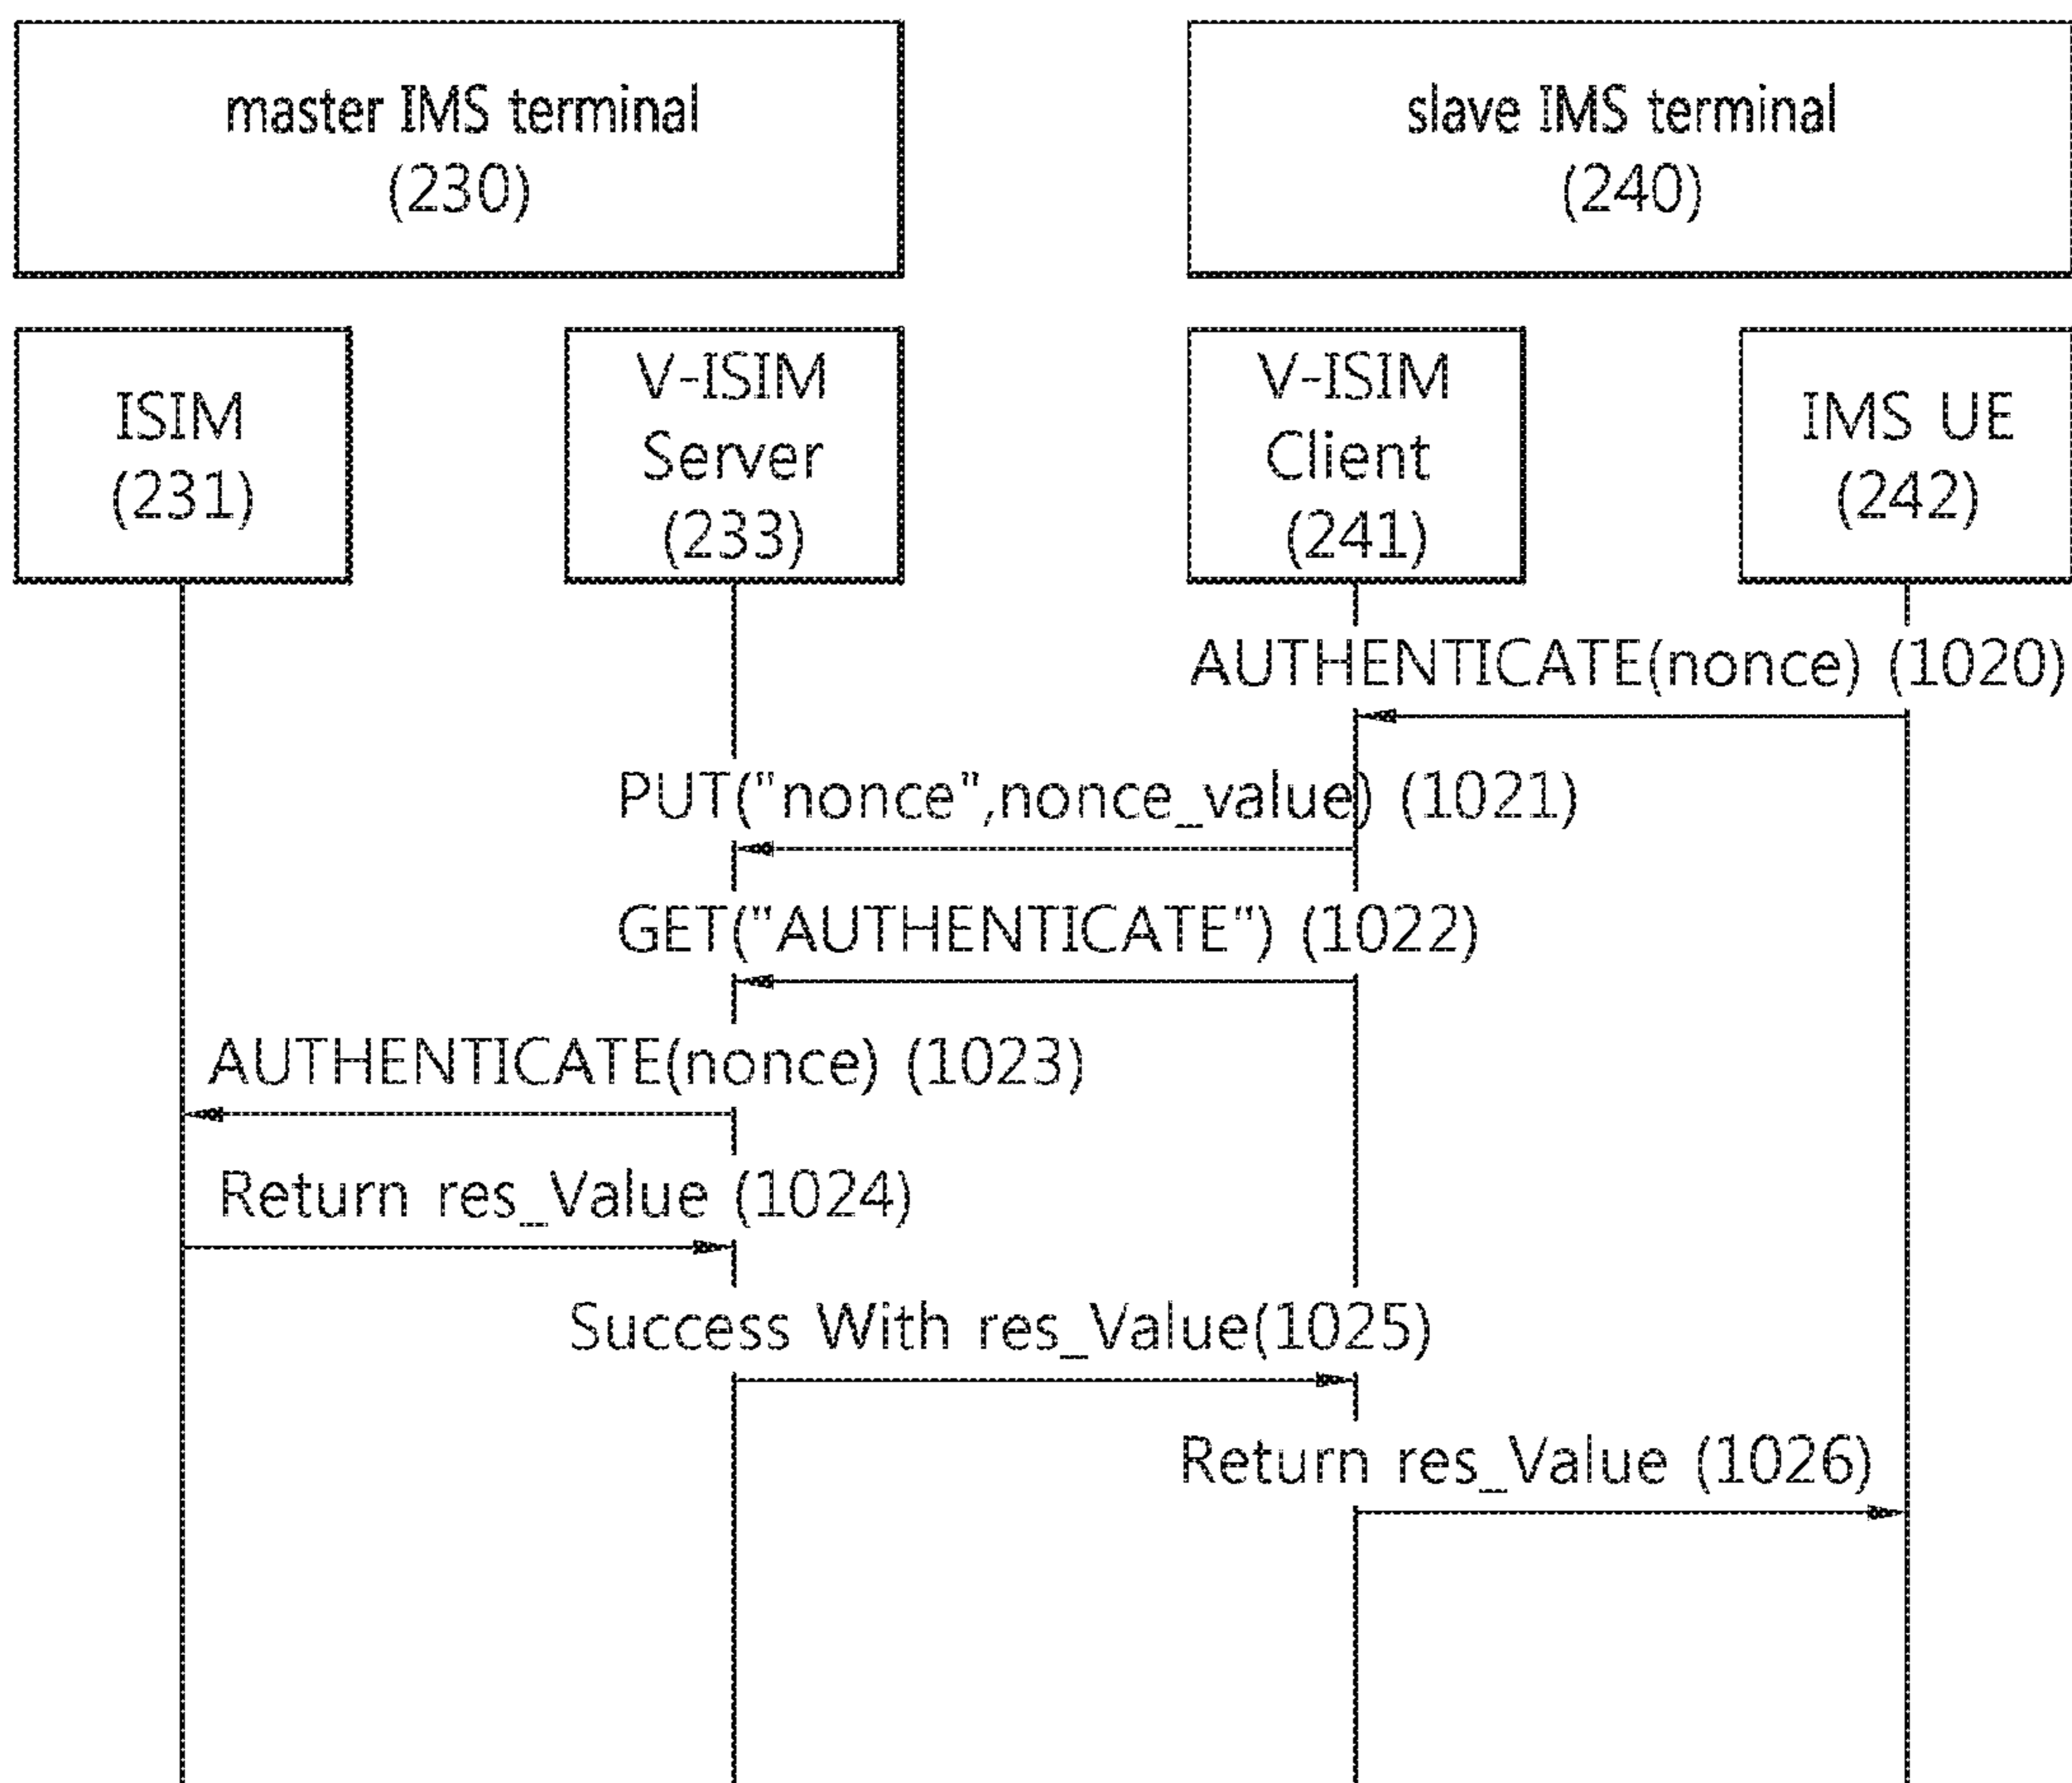 master IMS terminal
(230)
slave IMS terminal
(240)
ISIM
(231)
V-ISIM
Server
(233)
V-ISIM
Client
(241)
IMS UE
(242)
AUTHENTICATE(nonce) (1020)
PUT("nonce",nonce_value) (1021)
GET("AUTHENTICATE") (1022)
AUTHENTICATE(nonce) (1023)
Return res_Value (1024)
Success With res_Value(1025)
Return res_Value (1026)